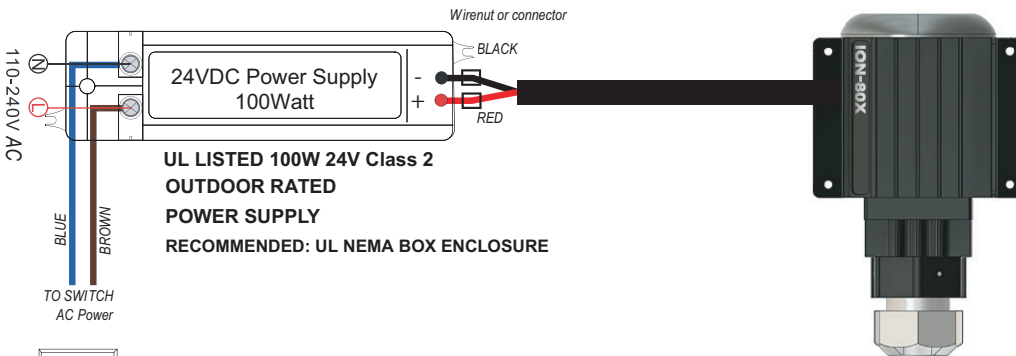 Wirenut or connector
BLACK
ION-80X
N
24VDC Power Supply
100Watt
-
+
L
110-240V AC
RED
UL LISTED 100W 24V Class 2
OUTDOOR RATED
POWER SUPPLY
RECOMMENDED: UL NEMA BOX ENCLOSURE
BLUE
BROWN
TO SWITCH
AC Power